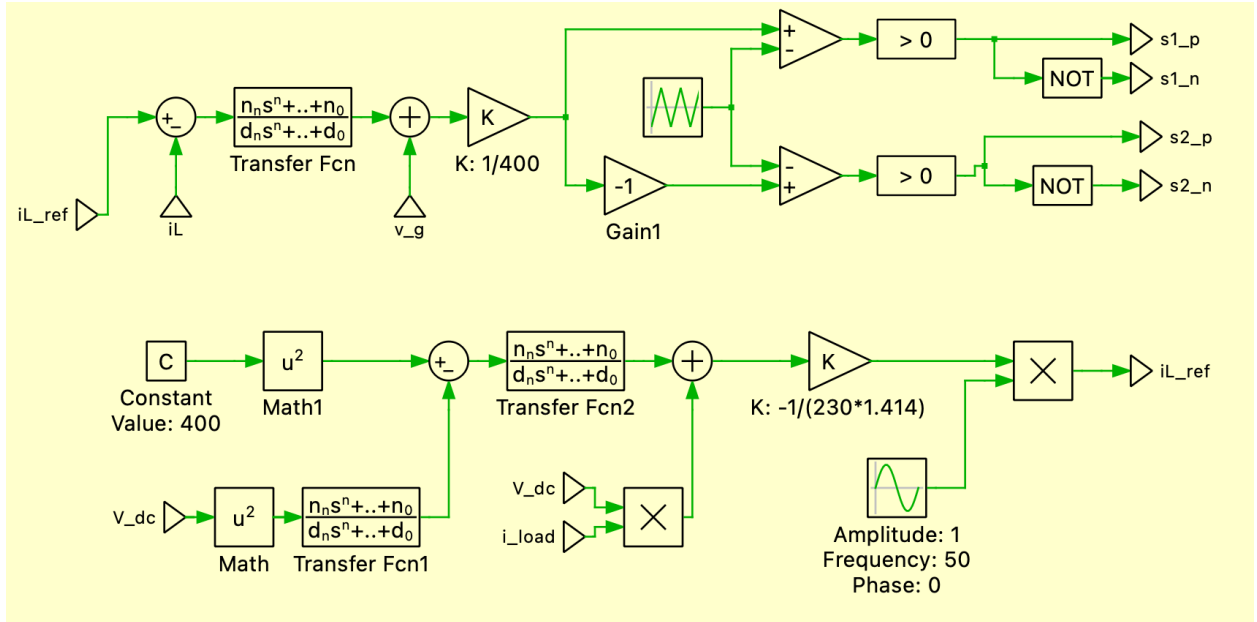 > 0
s1_p
NOT
s1_n
nₙsⁿ+..+n₀
dₙsⁿ+..+d₀
+
-
+-
+
K
Transfer Fcn
K: 1/400
s2_p
-
+
> 0
-1
NOT
s2_n
iL_ref
iL
v_g
Gain1
C
u²
+-
nₙsⁿ+..+n₀
dₙsⁿ+..+d₀
+
K
×
iL_ref
Constant
Value: 400
Math1
Transfer Fcn2
K: -1/(230*1.414)
V_dc
u²
nₙsⁿ+..+n₀
dₙsⁿ+..+d₀
V_dc
i_load
×
Math
Transfer Fcn1
Amplitude: 1
Frequency: 50
Phase: 0